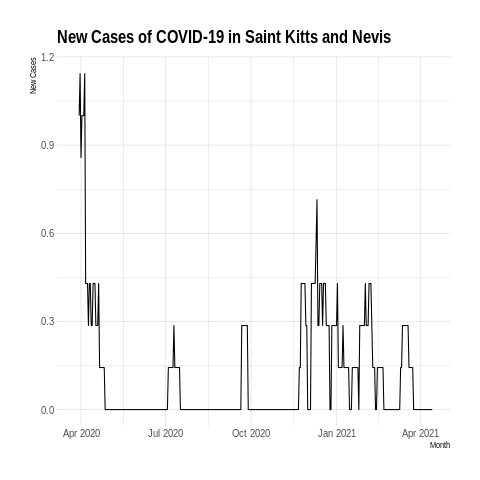 New Cases of COVID-19 in Saint Kitts and Nevis
New Cases
1.2
0.9
0.6
0.3
0.0
Apr 2020 Jul 2020 Oct 2020 Jan 2021 Apr 2021
Month